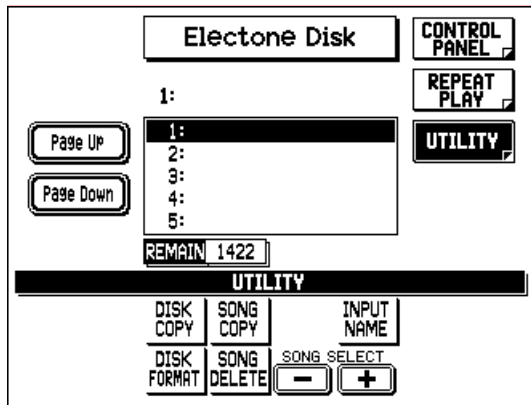 Electone Disk
CONTROL
PANEL
1:
REPEAT
PLAY
Page Up
1:
UTILITY
2:
3:
Page Down
4:
5:
REMAIN 1422
UTILITY
DISK
COPY
SONG
COPY
INPUT
NAME
DISK
FORMAT
SONG
DELETE
SONG SELECT
− +